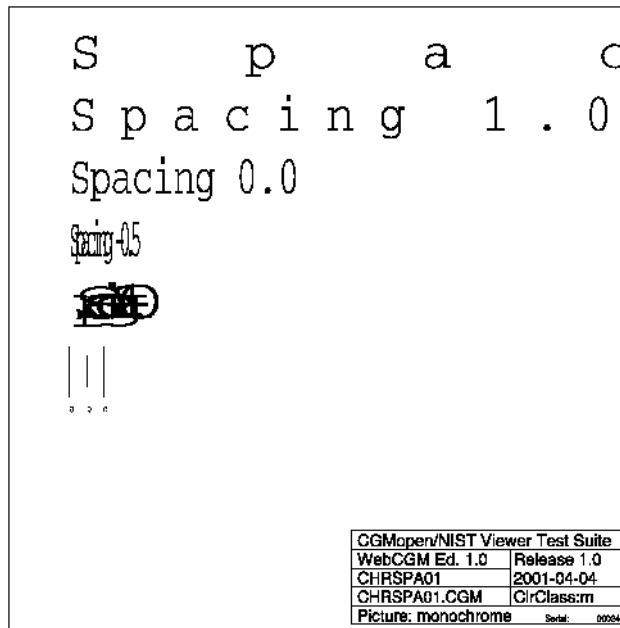 S p a c
Spacing 1.0
Spacing 0.0
Spacing -0.5
CGMopen/NIST Viewer Test Suite
WebCGM Ed. 1.0 Release 1.0
CHRSPA01 2001-04-04
CHRSPA01.CGM ClrClass:m
Picture: monochrome Serial: